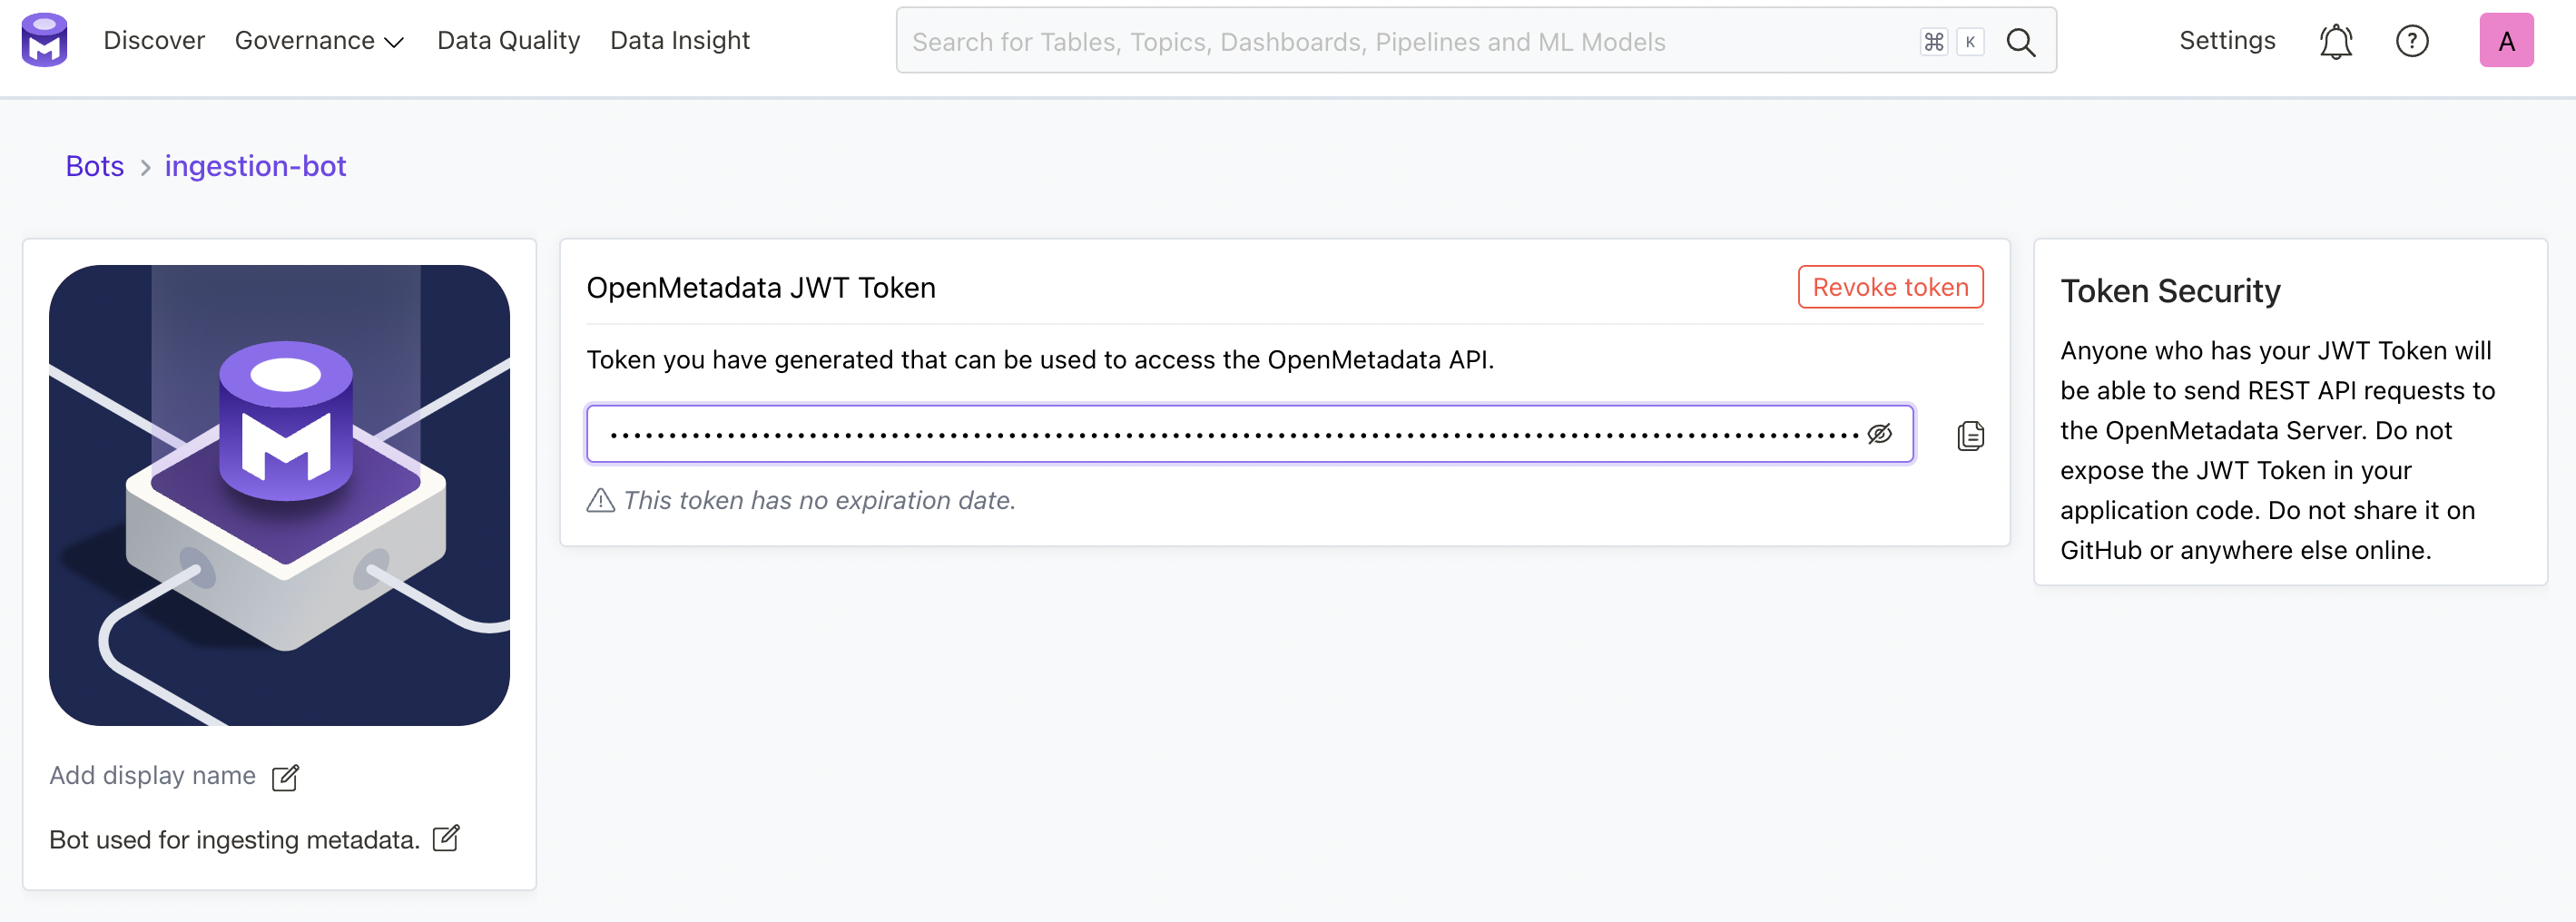 Discover Governance Data Quality Data Insight Search for Tables, Topics, Dashboards, Pipelines and ML Models ⌘ K Settings ? A
Bots > ingestion-bot
OpenMetadata JWT Token
Revoke token
Token you have generated that can be used to access the OpenMetadata API.
This token has no expiration date.
Token Security
Anyone who has your JWT Token will
be able to send REST API requests to
the OpenMetadata Server. Do not
expose the JWT Token in your
application code. Do not share it on
GitHub or anywhere else online.
Add display name
Bot used for ingesting metadata.